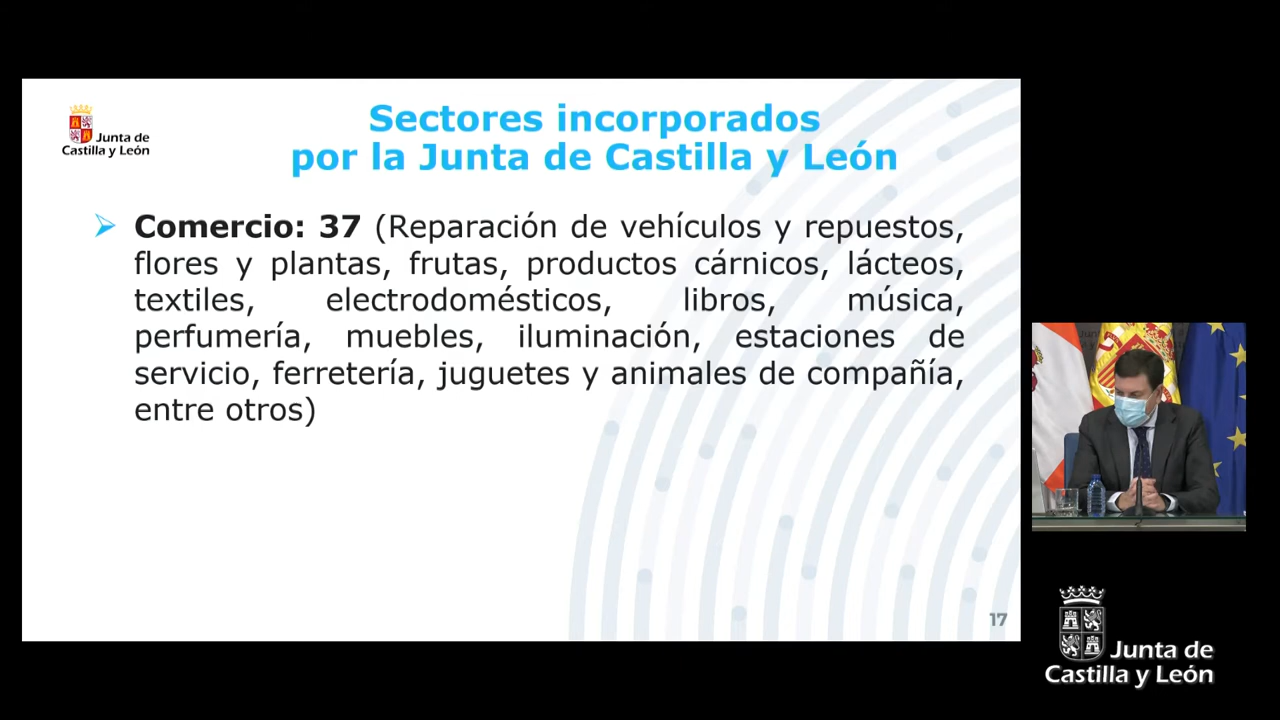 Junta de
Castilla y León
Sectores incorporados
por la Junta de Castilla y León
Comercio: 37 (Reparación de vehículos y repuestos,
flores y plantas, frutas, productos cárnicos, lácteos,
textiles, electrodomésticos, libros, música,
perfumería, muebles, iluminación, estaciones de
servicio, ferretería, juguetes y animales de compañía,
entre otros)
17
Junta de
Castilla y León